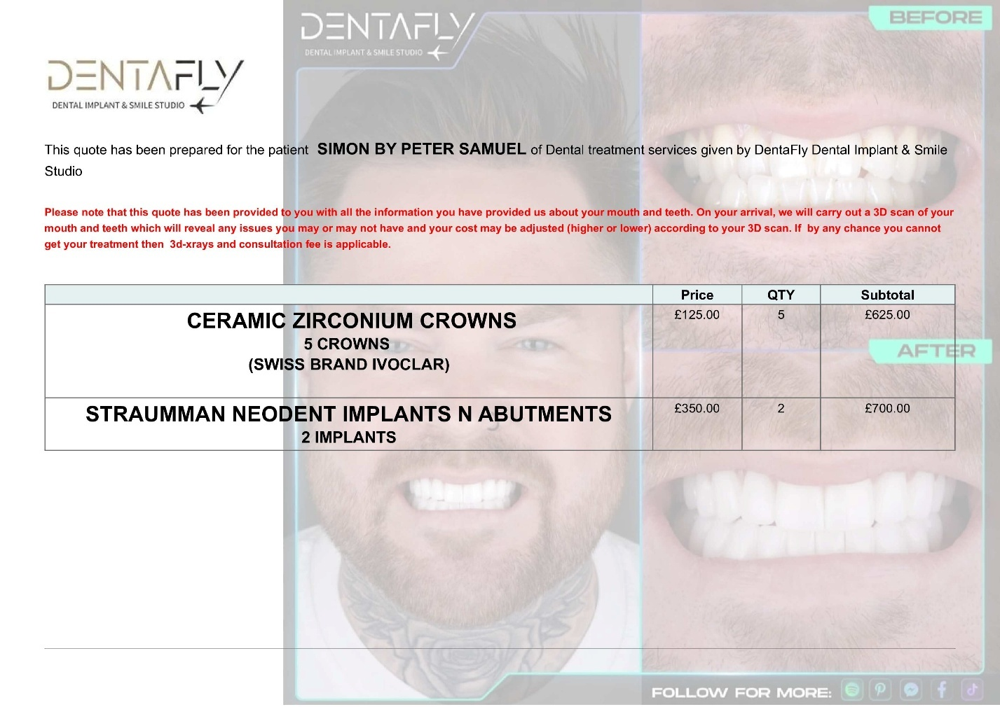 DENTAFLY
DENTAL IMPLANT & SMILE STUDIO
BEFORE
DENTAFLY
DENTAL IMPLANT & SMILE STUDIO
This quote has been prepared for the patient SIMON BY PETER SAMUEL of Dental treatment services given by DentaFly Dental Implant & Smile
Studio
Please note that this quote has been provided to you with all the information you have provided us about your mouth and teeth. On your arrival, we will carry out a 3D scan of your
mouth and teeth which will reveal any issues you may or may not have and your cost may be adjusted (higher or lower) according to your 3D scan. If by any chance you cannot
get your treatment then 3d-xrays and consultation fee is applicable.
Price QTY Subtotal
CERAMIC ZIRCONIUM CROWNS £125.00 5 £625.00
5 CROWNS
(SWISS BRAND IVOCLAR)
AFTER
STRAUMMAN NEODENT IMPLANTS N ABUTMENTS £350.00 2 £700.00
2 IMPLANTS
FOLLOW FOR MORE: